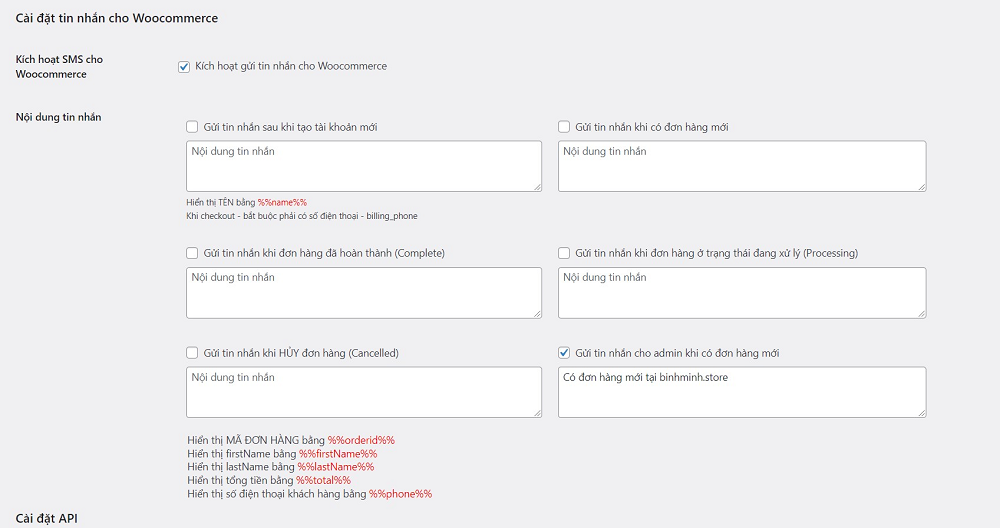 Cài đặt tin nhắn cho Woocommerce
Kích hoạt SMS cho
Woocommerce
Kích hoạt gửi tin nhắn cho Woocommerce
Nội dung tin nhắn
Gửi tin nhắn sau khi tạo tài khoản mới
Nội dung tin nhắn
Hiển thị TÊN bằng %%name%%
Khi checkout - bắt buộc phải có số điện thoại - billing_phone
Gửi tin nhắn khi có đơn hàng mới
Nội dung tin nhắn
Gửi tin nhắn khi đơn hàng đã hoàn thành (Complete)
Nội dung tin nhắn
Gửi tin nhắn khi đơn hàng ở trạng thái đang xử lý (Processing)
Nội dung tin nhắn
Gửi tin nhắn khi HỦY đơn hàng (Cancelled)
Nội dung tin nhắn
Gửi tin nhắn cho admin khi có đơn hàng mới
Có đơn hàng mới tại binhminh.store
Hiển thị MÃ ĐƠN HÀNG bằng %%orderid%%
Hiển thị firstName bằng %%firstName%%
Hiển thị lastName bằng %%lastName%%
Hiển thị tổng tiền bằng %%total%%
Hiển thị số điện thoại khách hàng bằng %%phone%%
Cài đặt API